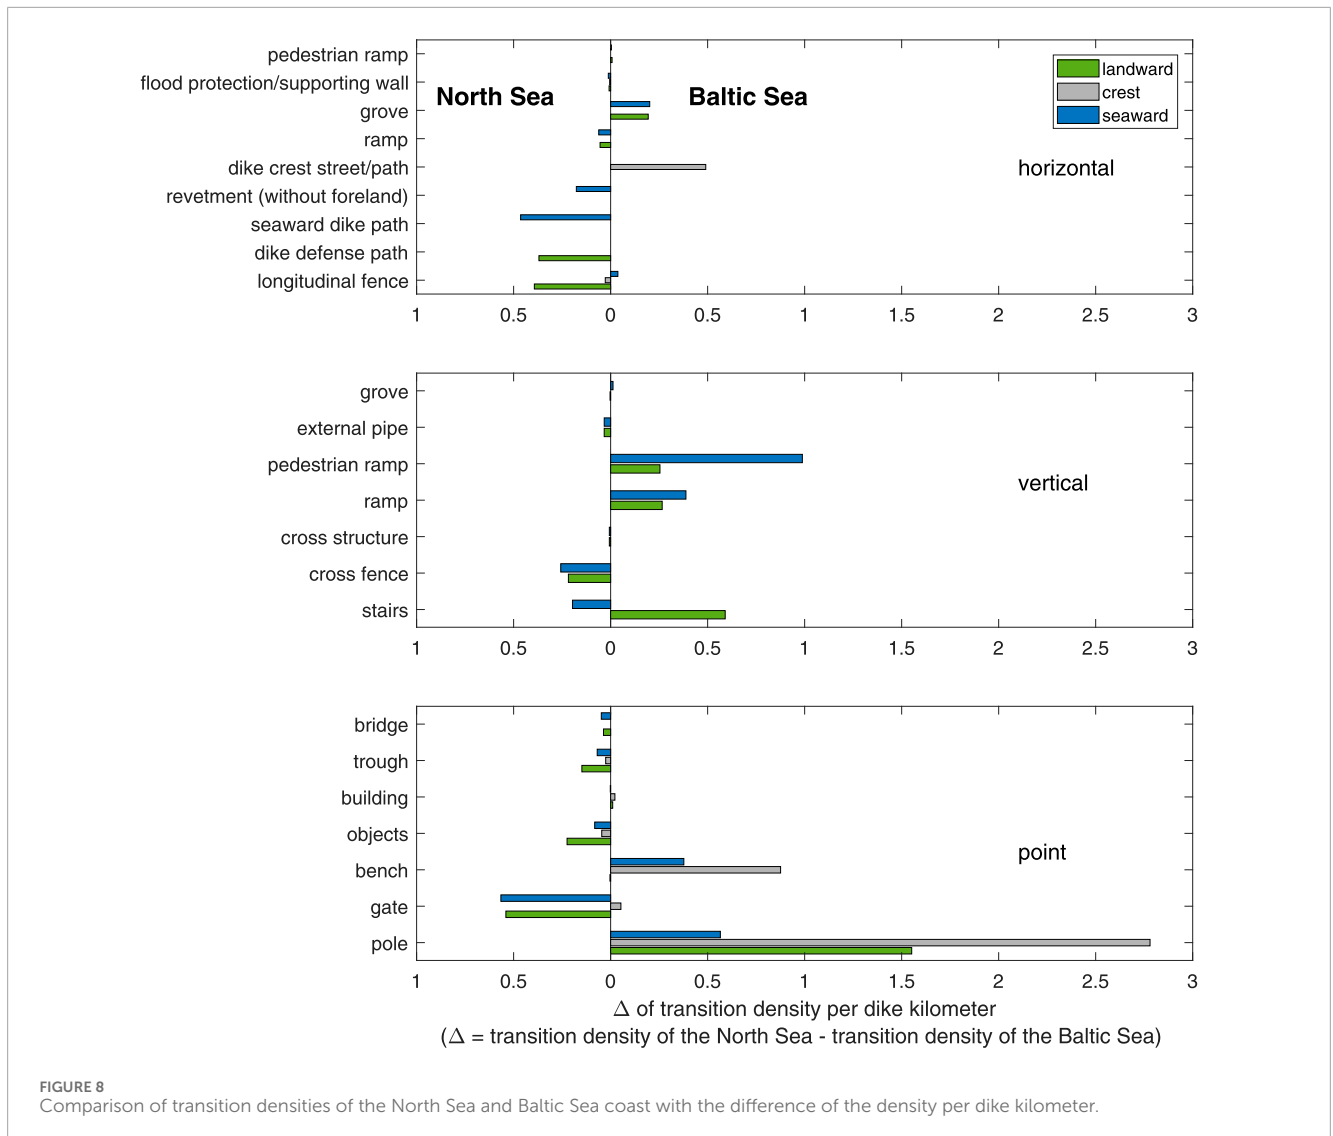 North Sea
Baltic Sea
landward
crest
seaward
horizontal
pedestrian ramp
flood protection/supporting wall
grove
ramp
dike crest street/path
revetment (without foreland)
seaward dike path
dike defense path
longitudinal fence
1 0.5 0 0.5 1 1.5 2 2.5 3
vertical
grove
external pipe
pedestrian ramp
ramp
cross structure
cross fence
stairs
1 0.5 0 0.5 1 1.5 2 2.5 3
point
bridge
trough
building
objects
bench
gate
pole
1 0.5 0 0.5 1 1.5 2 2.5 3
Δ of transition density per dike kilometer
(Δ = transition density of the North Sea - transition density of the Baltic Sea)
FIGURE 8
Comparison of transition densities of the North Sea and Baltic Sea coast with the difference of the density per dike kilometer.